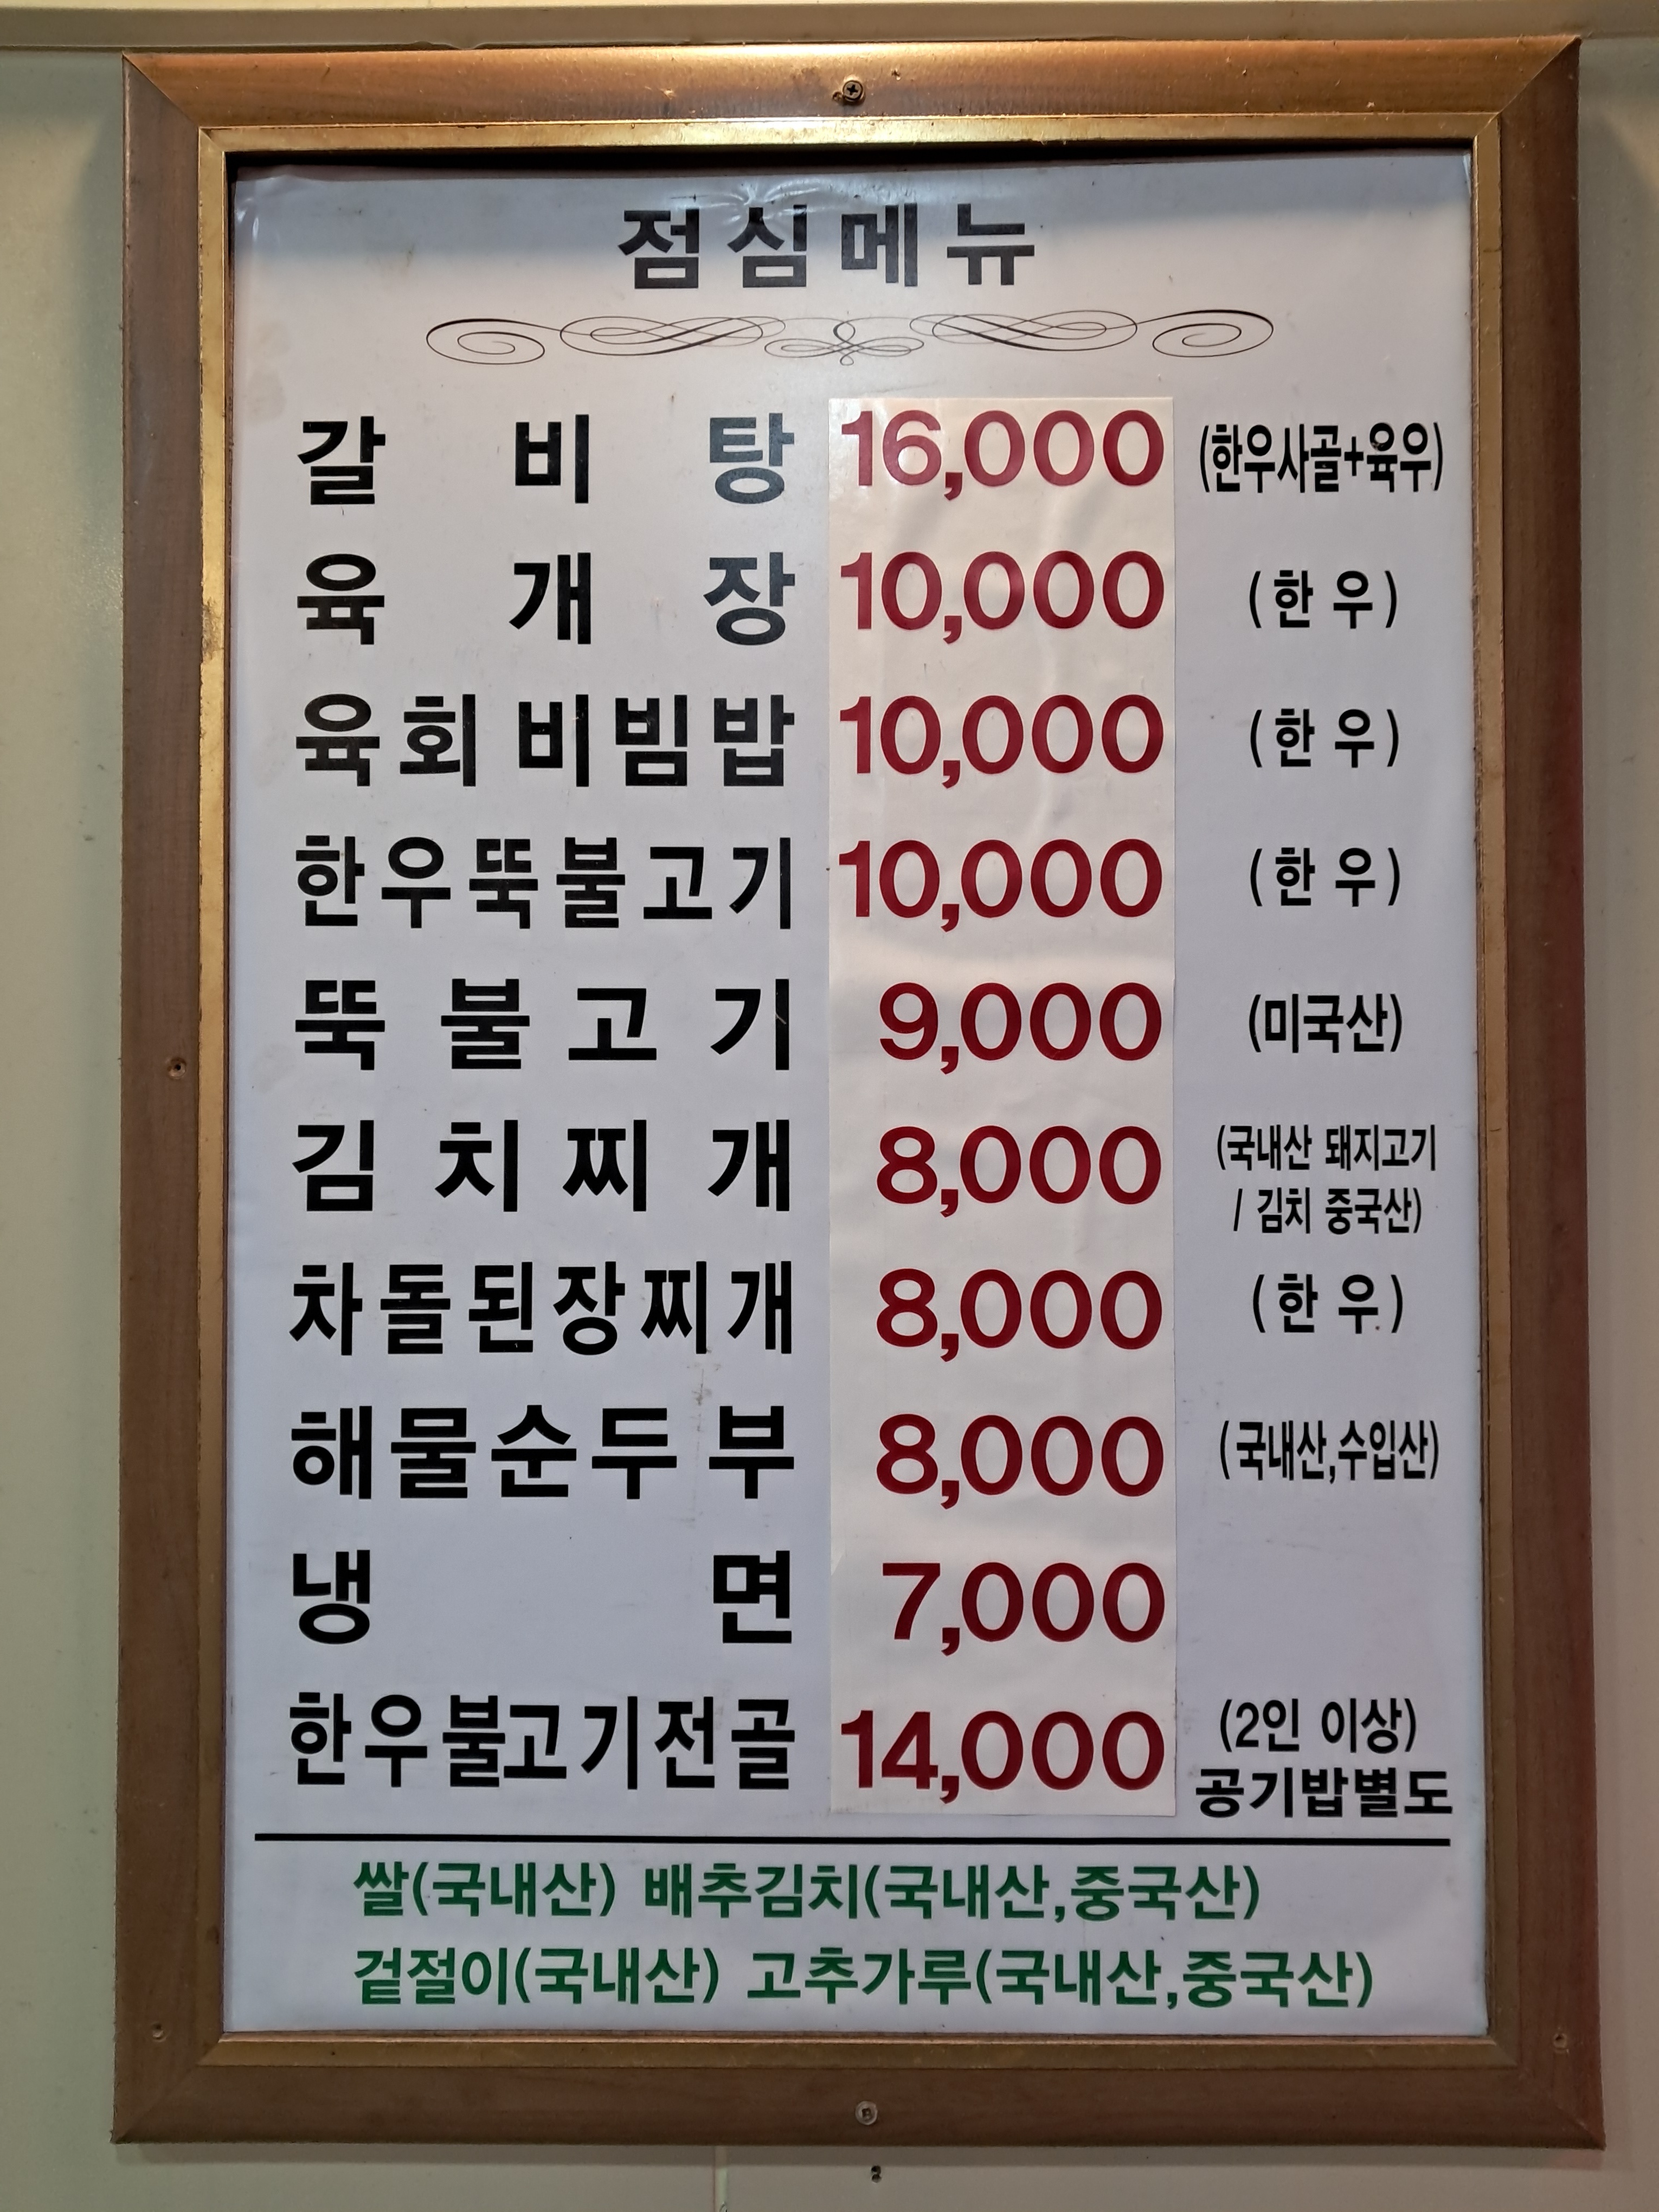 점심메뉴
갈비탕 16,000 (한우사골+육우)
육개장 10,000 (한우)
육회비빔밥 10,000 (한우)
한우뚝불고기 10,000 (한우)
뚝불고기 9,000 (미국산)
김치찌개 8,000 (국내산 돼지고기
/ 김치 중국산)
차돌된장찌개 8,000 (한우)
해물순두부 8,000 (국내산,수입산)
냉면 7,000
한우불고기전골 14,000 (2인 이상)
공기밥별도
쌀(국내산) 배추김치(국내산,중국산)
겉절이(국내산) 고추가루(국내산,중국산)